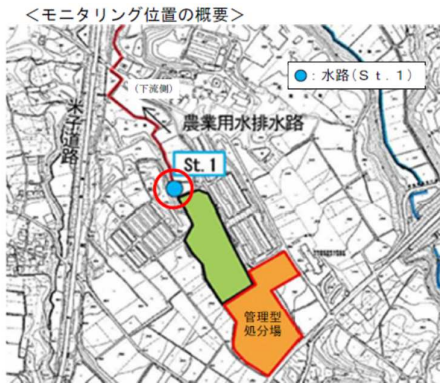 ＜モニタリング位置の概要＞
：水路（Ｓｔ．１）
（下流側）
農業用水排水路
米子道路
St.1
管理型
処分場